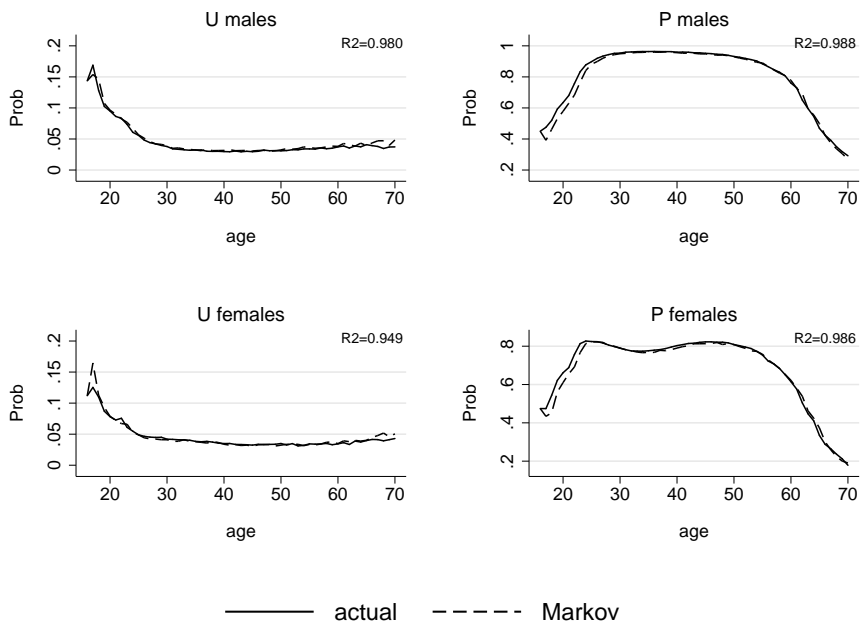 U males
R2=0.980
Prob
0 .05 .1 .15 .2
20 30 40 50 60 70
age
P males
R2=0.988
Prob
.2 .4 .6 .8 1
20 30 40 50 60 70
age
U females
R2=0.949
Prob
0 .05 .1 .15 .2
20 30 40 50 60 70
age
P females
R2=0.986
Prob
.2 .4 .6 .8
20 30 40 50 60 70
age
actual Markov